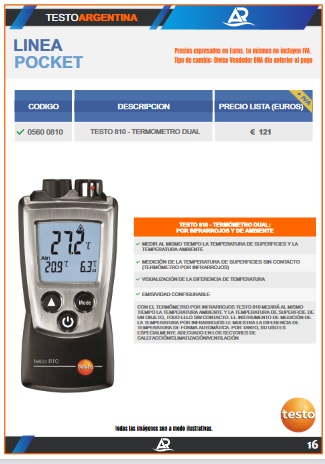 TESTOARGENTINA
AR
LINEA
POCKET
Precios expresados en Euros. Lo mismos no incluyen IVA.
Tipo de cambio: Divisa Vendedor BNA dia anterior al pago
CODIGO DESCRIPCION PRECIO LISTA (EUROS)
+ IVA
0560 0810 TESTO 810 - TERMOMETRO DUAL € 121
27.2 °C
Air:
20.9 °C 6.3 °C
Mode
testo 810
testo
TESTO 810 - TERMÓMETRO DUAL:
POR INFRARROJOS Y DE AMBIENTE
MEDIR AL MISMO TIEMPO LA TEMPERATURA DE SUPERFICIES Y LA
TEMPERATURA AMBIENTE
MEDICIÓN DE LA TEMPERATURA DE SUPERFICIES SIN CONTACTO
(TERMÓMETRO POR INFRARROJOS)
VISUALIZACIÓN DE LA DIFERENCIA DE TEMPERATURA
EMISIVIDAD CONFIGURABLE
CON EL TERMÓMETRO POR INFRARROJOS TESTO 810 MEDIRÁ AL MISMO
TIEMPO LA TEMPERATURA AMBIENTE Y LA TEMPERATURA DE SUPERFICIE DE
UN OBJETO, TODO ELLO SIN CONTACTO. EL INSTRUMENTO DE MEDICIÓN DE
LA TEMPERATURA POR INFRARROJOS LE MUESTRA LA DIFERENCIA DE
TEMPERATURA DE FORMA AUTOMÁTICA. POR TANTO, SU USO ES
ESPECIALMENTE ADECUADO EN LOS SECTORES DE
CALEFACCIÓN/CLIMATIZACIÓN/VENTILACIÓN
testo
Todas las imágenes son a modo ilustrativas.
AR
16